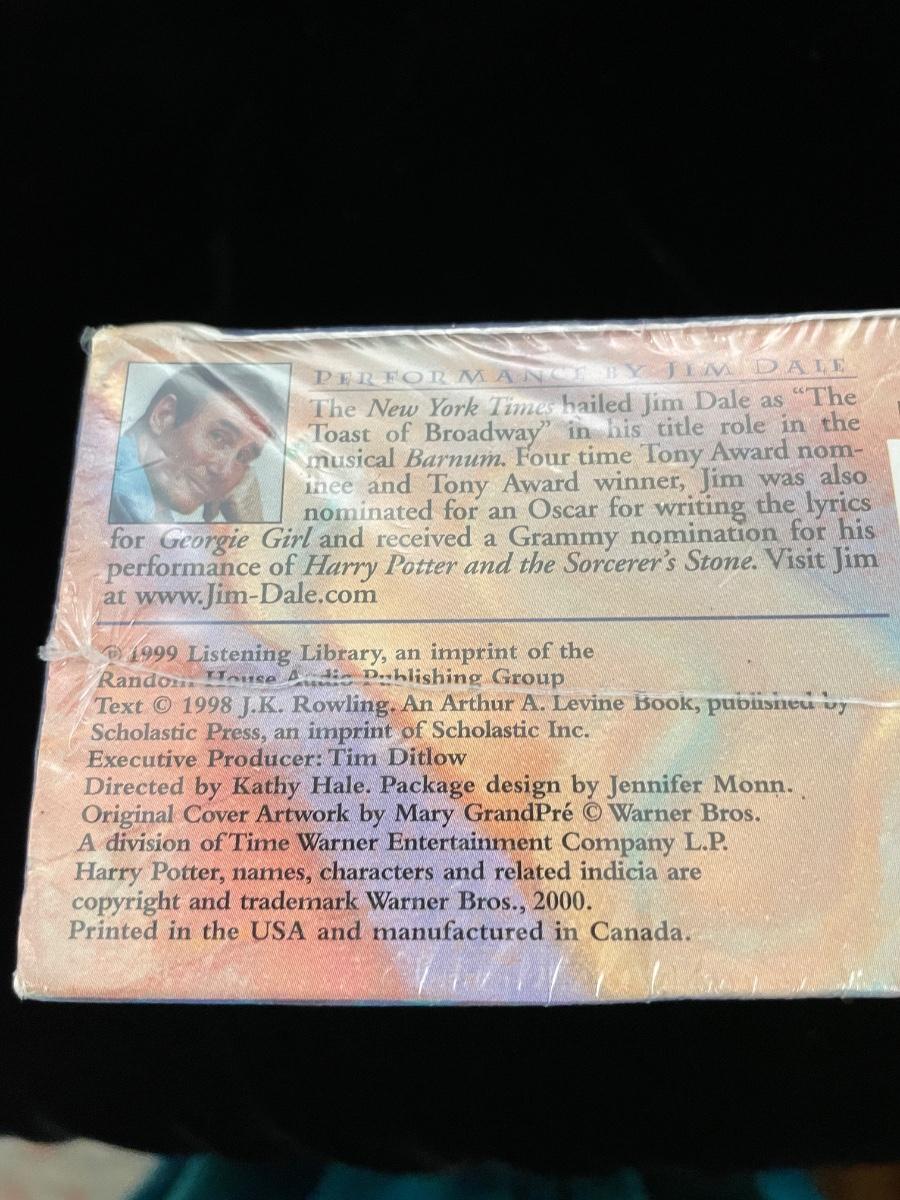 PERFORMANCE BY JIM DALE
The New York Times hailed Jim Dale as “The
Toast of Broadway” in his title role in the
musical Barnum. Four time Tony Award nom-
inee and Tony Award winner, Jim was also
nominated for an Oscar for writing the lyrics
for Georgie Girl and received a Grammy nomination for his
performance of Harry Potter and the Sorcerer’s Stone. Visit Jim
at www.Jim-Dale.com
℗ 1999 Listening Library, an imprint of the
Random House Audio Publishing Group
Text © 1998 J.K. Rowling. An Arthur A. Levine Book, published by
Scholastic Press, an imprint of Scholastic Inc.
Executive Producer: Tim Ditlow
Directed by Kathy Hale. Package design by Jennifer Monn.
Original Cover Artwork by Mary GrandPré © Warner Bros.
A division of Time Warner Entertainment Company L.P.
Harry Potter, names, characters and related indicia are
copyright and trademark Warner Bros., 2000.
Printed in the USA and manufactured in Canada.